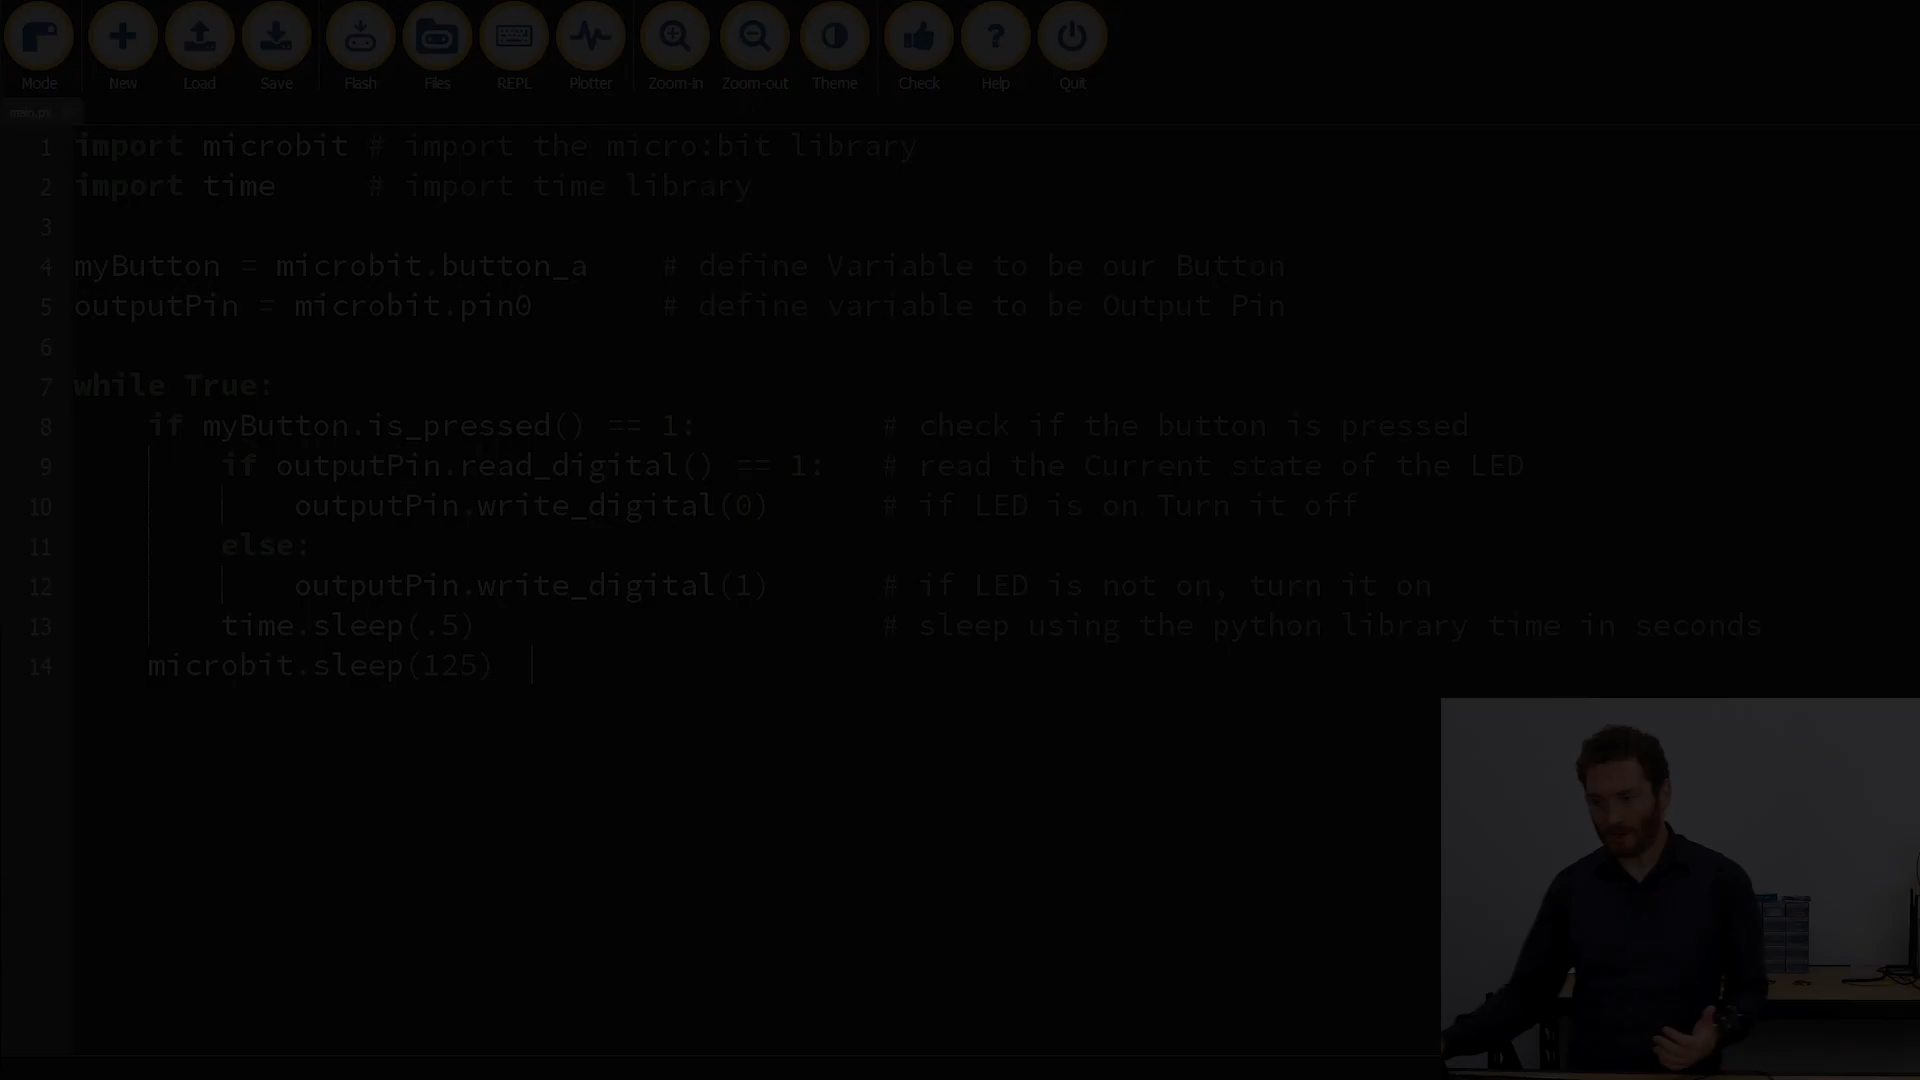 Mode New Load Save Flash Files REPL Plotter Zoom-in Zoom-out Theme Check Help Quit
main.py
1 import microbit # import the micro:bit library
2 import time # import time library
3
4 myButton = microbit.button_a # define Variable to be our Button
5 outputPin = microbit.pin0 # define variable to be Output Pin
6
7 while True:
8 if myButton.is_pressed() == 1: # check if the button is pressed
9 if outputPin.read_digital() == 1: # read the Current state of the LED
10 outputPin.write_digital(0) # if LED is on Turn it off
11 else:
12 outputPin.write_digital(1) # if LED is not on, turn it on
13 time.sleep(.5) # sleep using the python library time in seconds
14 microbit.sleep(125)